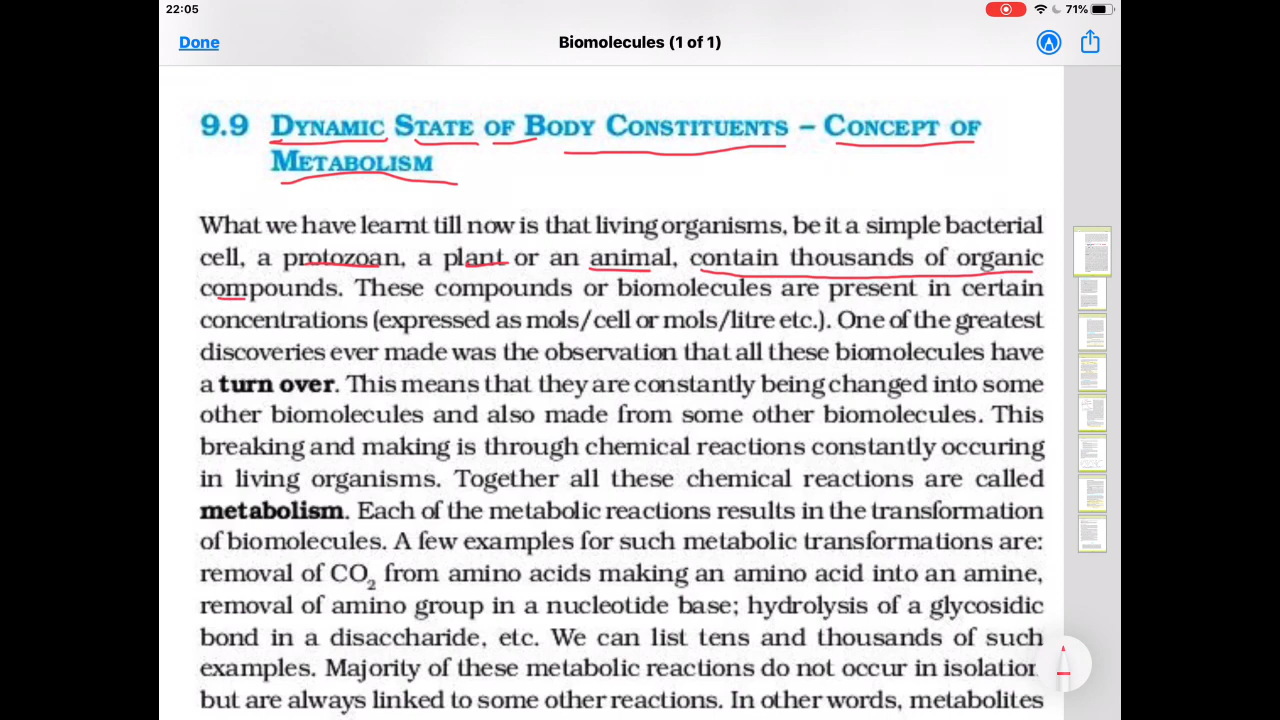 22:05
71%
Done
Biomolecules (1 of 1)
9.9 DYNAMIC STATE OF BODY CONSTITUENTS – CONCEPT OF
METABOLISM
What we have learnt till now is that living organisms, be it a simple bacterial
cell, a protozoan, a plant or an animal, contain thousands of organic
compounds. These compounds or biomolecules are present in certain
concentrations (expressed as mols/cell or mols/litre etc.). One of the greatest
discoveries ever made was the observation that all these biomolecules have
a turn over. This means that they are constantly being changed into some
other biomolecules and also made from some other biomolecules. This
breaking and making is through chemical reactions constantly occuring
in living organisms. Together all these chemical reactions are called
metabolism. Each of the metabolic reactions results in the transformation
of biomolecules. A few examples for such metabolic transformations are:
removal of CO₂ from amino acids making an amino acid into an amine,
removal of amino group in a nucleotide base; hydrolysis of a glycosidic
bond in a disaccharide, etc. We can list tens and thousands of such
examples. Majority of these metabolic reactions do not occur in isolation
but are always linked to some other reactions. In other words, metabolites